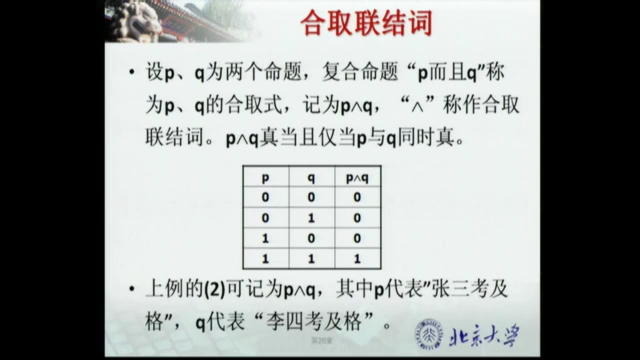 合取联结词
• 设p、q为两个命题，复合命题“p而且q”称
为p、q的合取式，记为p∧q，“∧”称作合取
联结词。p∧q真当且仅当p与q同时真。
p q p∧q
0 0 0
0 1 0
1 0 0
1 1 1
• 上例的(2)可记为p∧q，其中p代表”张三考及
格”，q代表“李四考及格”。
北京大学